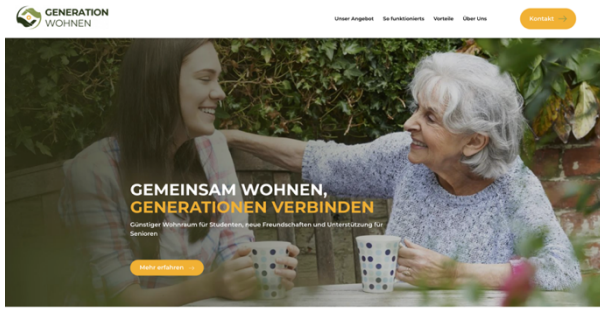 GENERATION
WOHNEN
Unser Angebot
So funktionierts
Vorteile
Über Uns
Kontakt
GEMEINSAM WOHNEN,
GENERATIONEN VERBINDEN
Günstiger Wohnraum für Studenten, neue Freundschaften und Unterstützung für
Senioren
Mehr erfahren